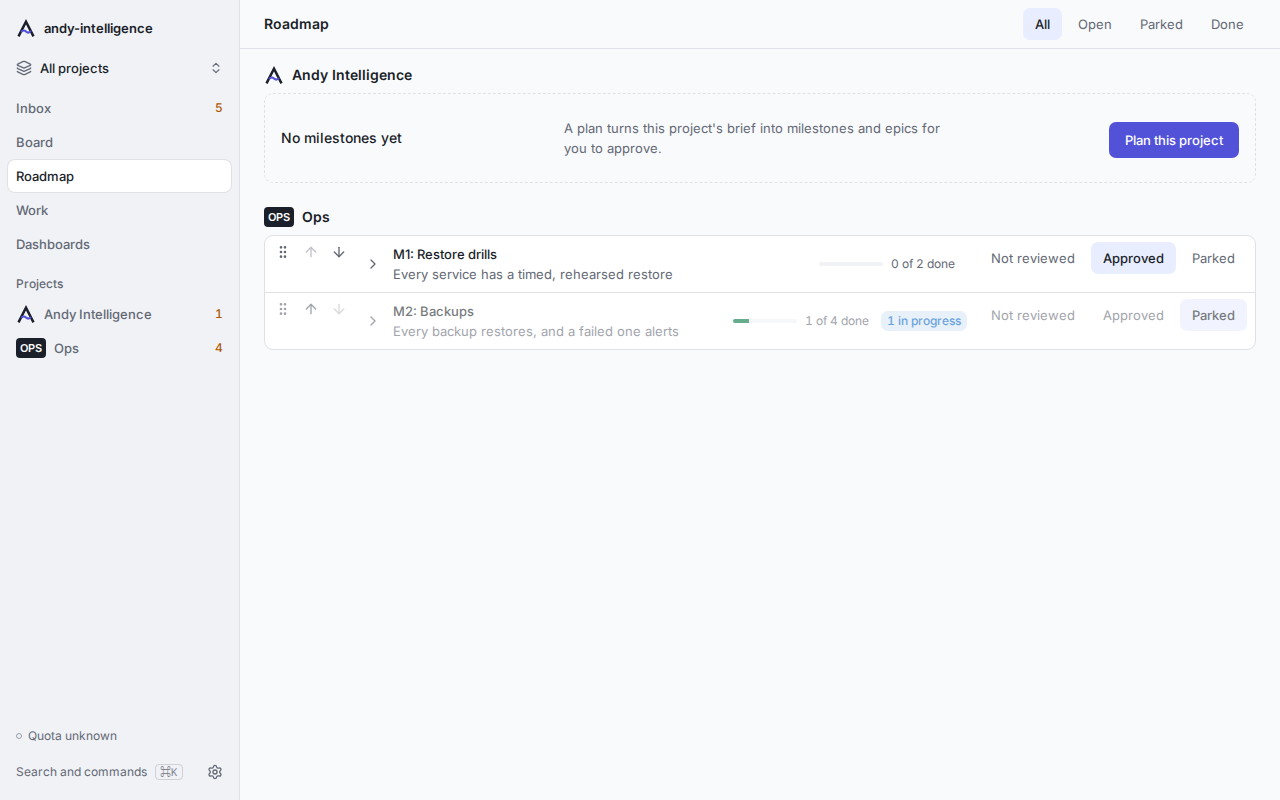 andy-intelligence
All projects
Inbox 5
Board
Roadmap
Work
Dashboards
Projects
Andy Intelligence 1
OPS Ops 4
Quota unknown
Search and commands ⌘K
Roadmap
All Open Parked Done
Andy Intelligence
No milestones yet
A plan turns this project's brief into milestones and epics for
you to approve.
Plan this project
OPS Ops
M1: Restore drills
Every service has a timed, rehearsed restore
0 of 2 done
Not reviewed Approved Parked
M2: Backups
Every backup restores, and a failed one alerts
1 of 4 done 1 in progress
Not reviewed Approved Parked